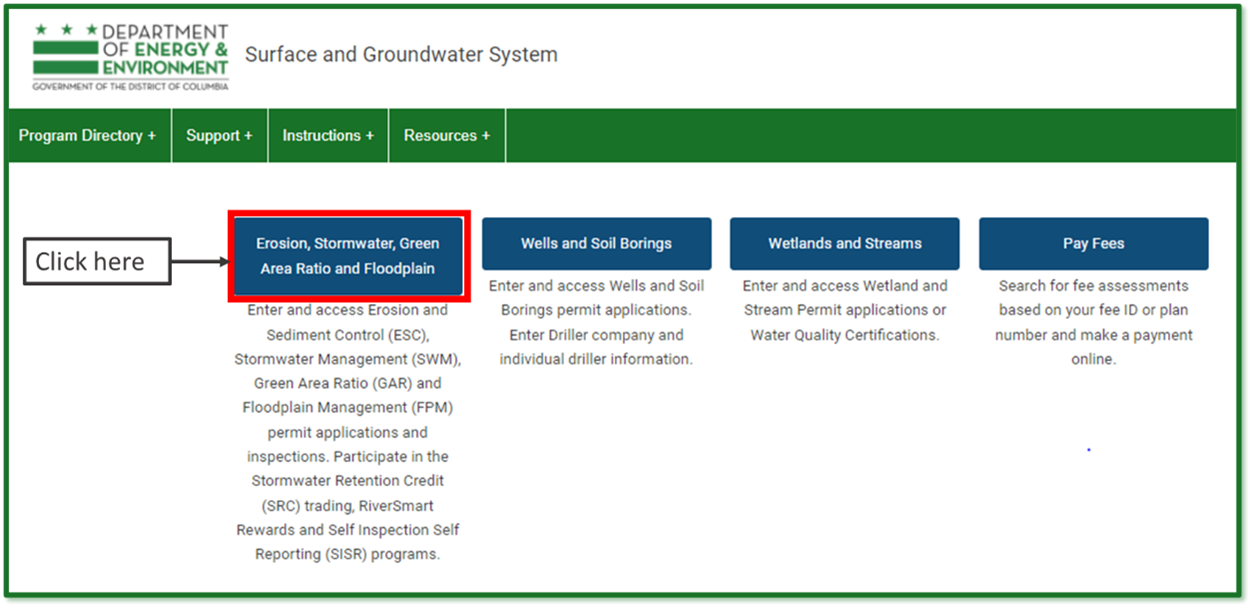 DEPARTMENT
OF ENERGY &
ENVIRONMENT
GOVERNMENT OF THE DISTRICT OF COLUMBIA
Surface and Groundwater System
Program Directory +
Support +
Instructions +
Resources +
Click here
Erosion, Stormwater, Green
Area Ratio and Floodplain
Enter and access Erosion and
Sediment Control (ESC),
Stormwater Management (SWM),
Green Area Ratio (GAR) and
Floodplain Management (FPM)
permit applications and
inspections. Participate in the
Stormwater Retention Credit
(SRC) trading, RiverSmart
Rewards and Self Inspection Self
Reporting (SISR) programs.
Wells and Soil Borings
Enter and access Wells and Soil
Borings permit applications.
Enter Driller company and
individual driller information.
Wetlands and Streams
Enter and access Wetland and
Stream Permit applications or
Water Quality Certifications.
Pay Fees
Search for fee assessments
based on your fee ID or plan
number and make a payment
online.